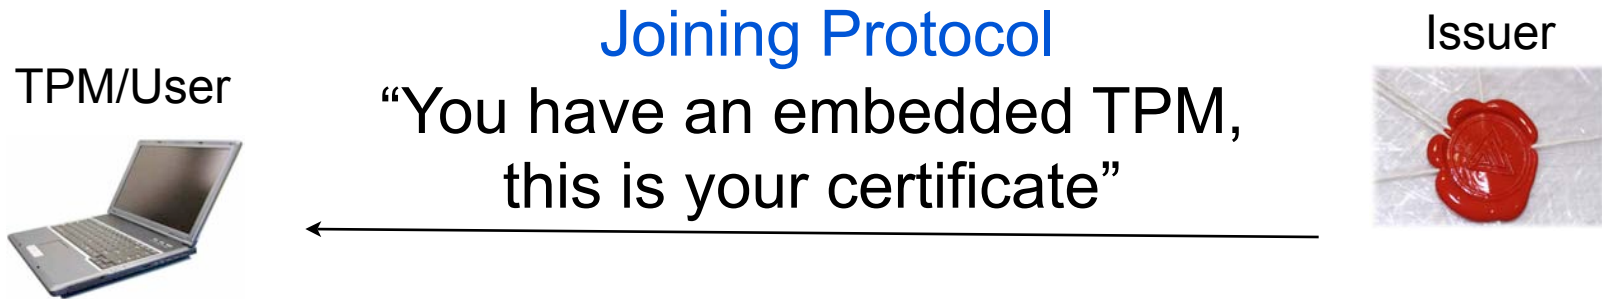 Joining Protocol
Issuer
TPM/User
“You have an embedded TPM,
this is your certificate”